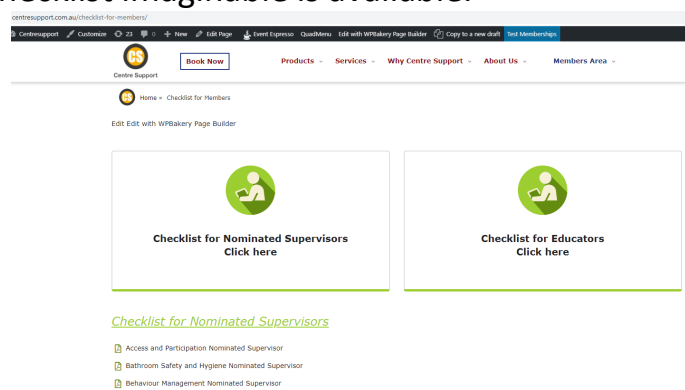 checklist imaginable is available.
centresupport.com.au/checklist-for-members/
Centresupport Customize 23 0 New Edit Page Event Espresso QuadMenu Edit with WPBakery Page Builder Copy to a new draft Test Memberships
CS
Centre Support
Book Now Products Services Why Centre Support About Us Members Area
CS Home » Checklist for Members
Edit Edit with WPBakery Page Builder
Checklist for Nominated Supervisors
Click here
Checklist for Educators
Click here
Checklist for Nominated Supervisors
Access and Participation Nominated Supervisor
Bathroom Safety and Hygiene Nominated Supervisor
Behaviour Management Nominated Supervisor